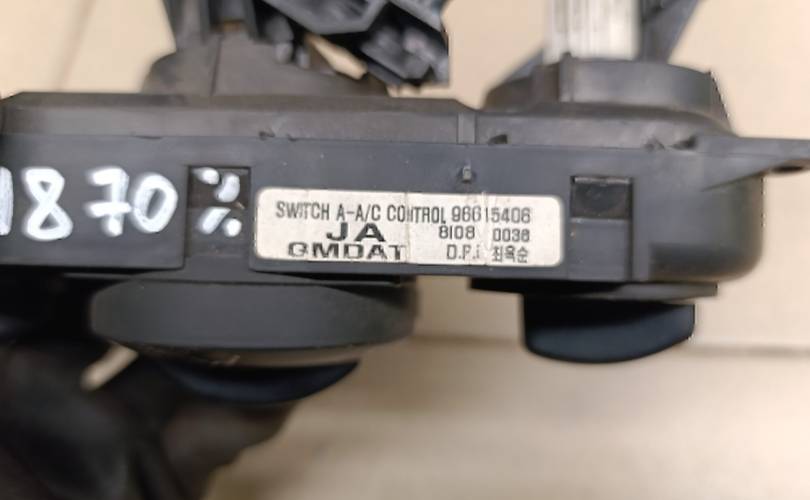 1870 %
SWITCH A-A/C CONTROL 96615406
JA 8108 0036
GMDAT D.P.i 최옥순